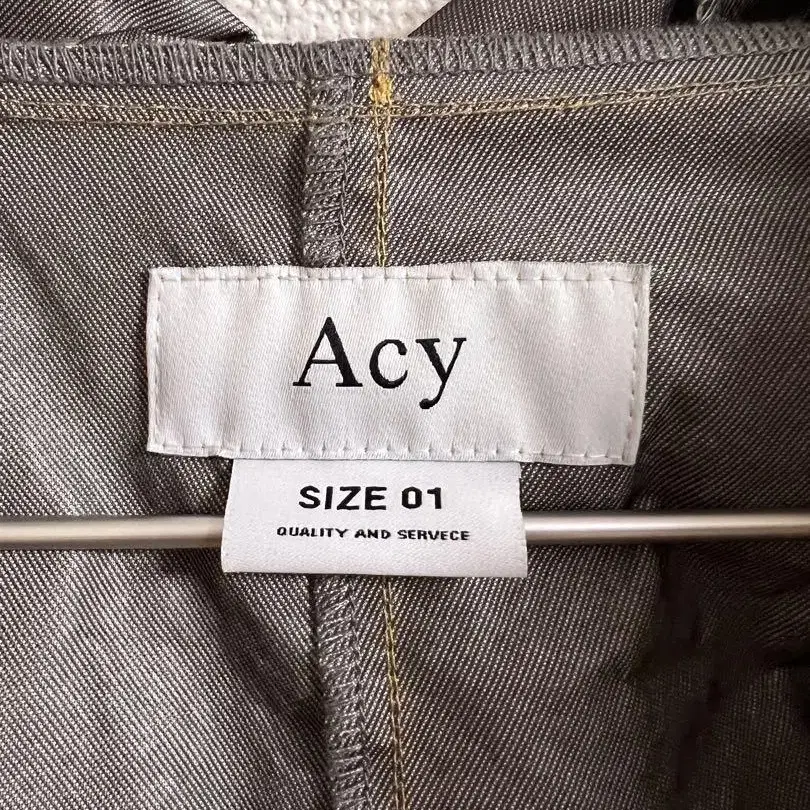 Acy
SIZE 01
QUALITY AND SERVECE